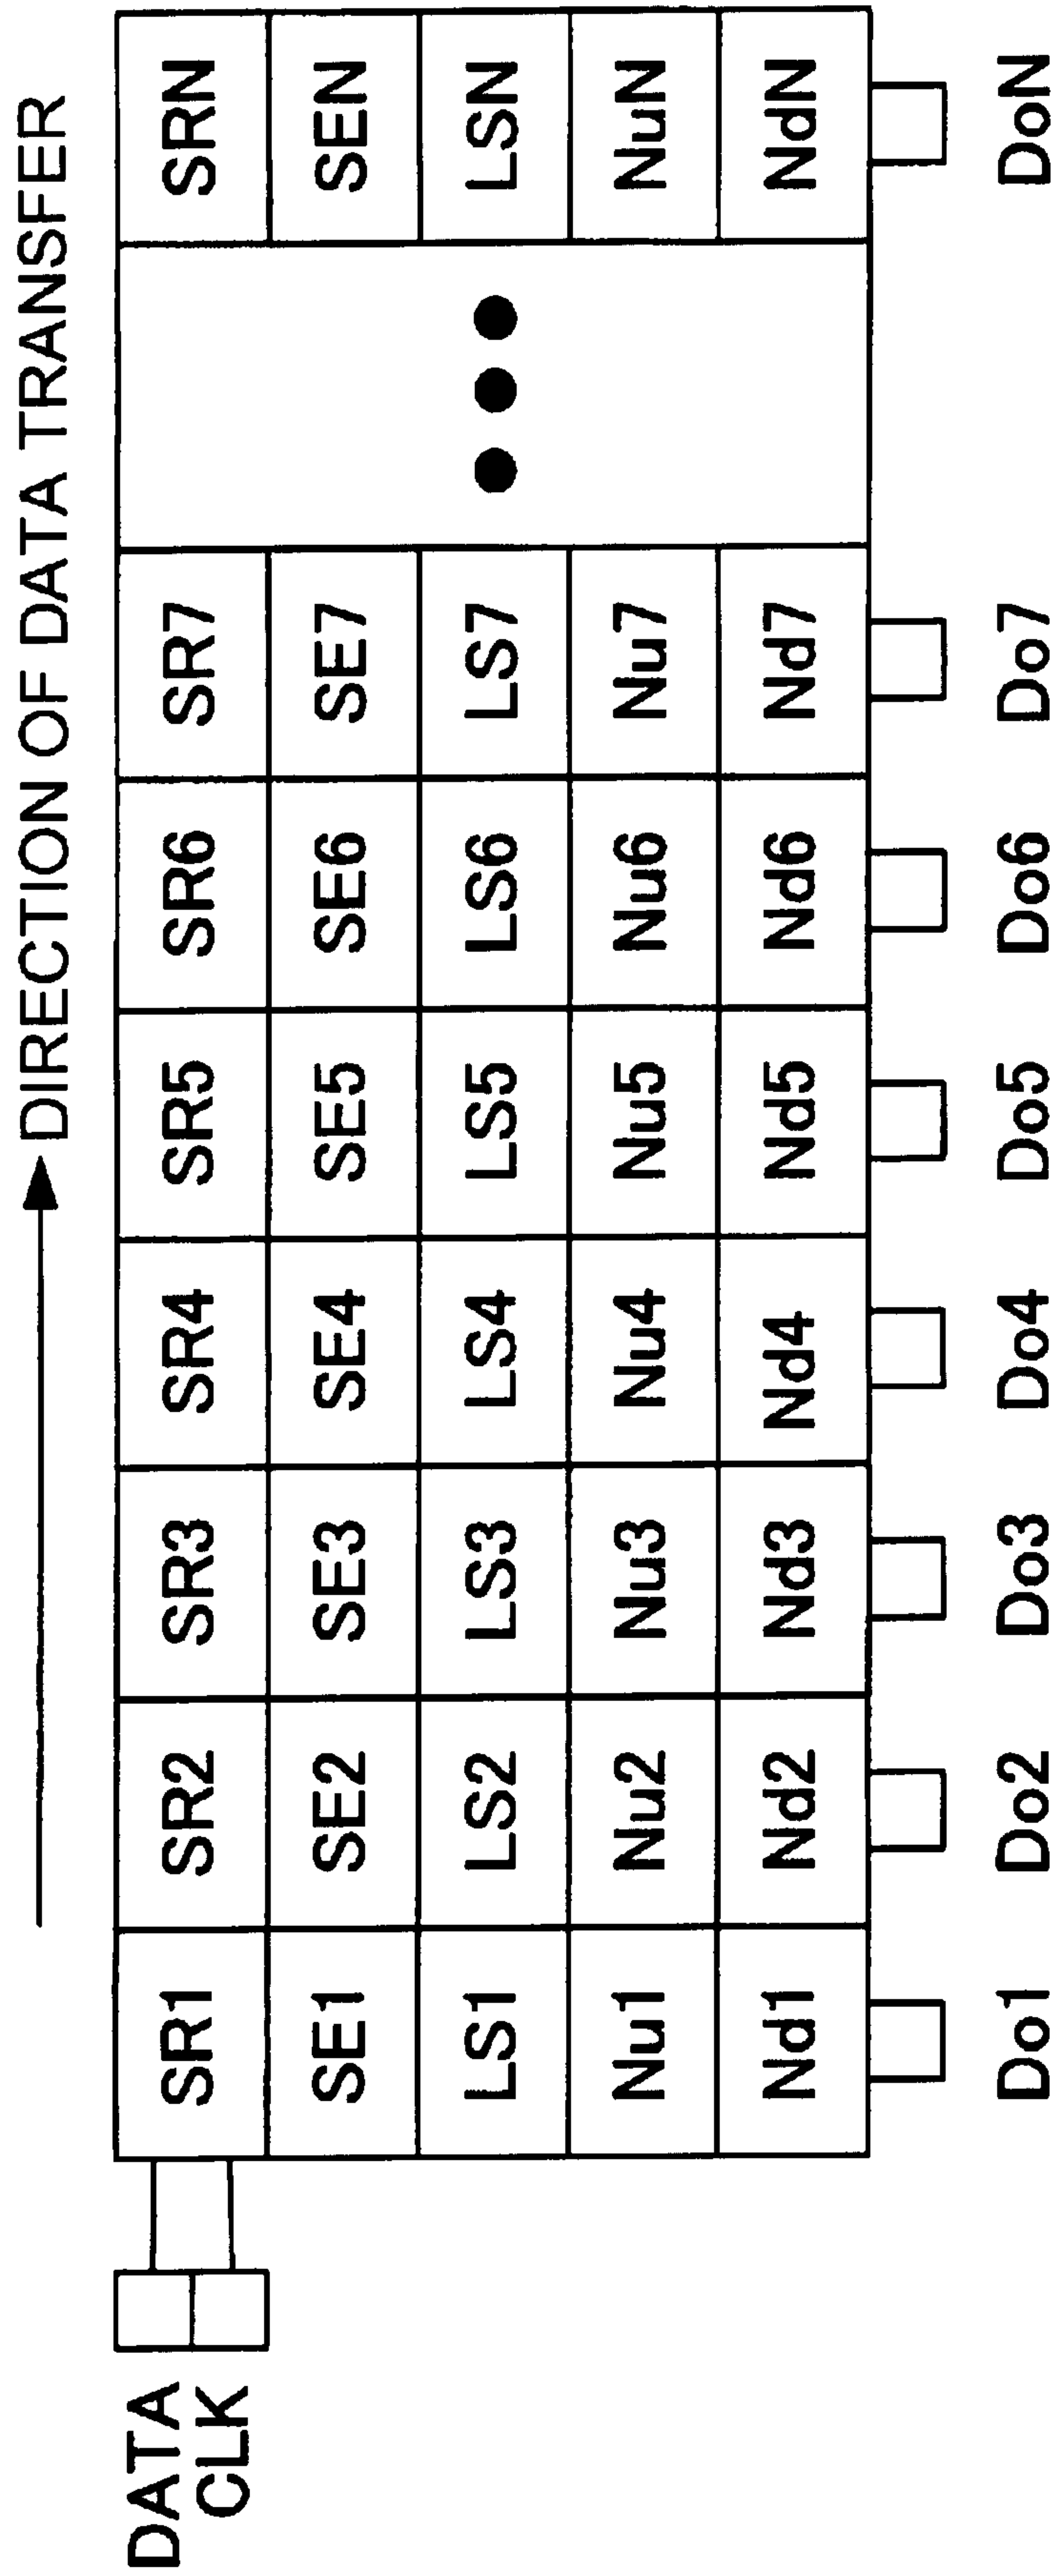 DIRECTION OF DATA TRANSFER
DATA
CLK
SR1 SR2 SR3 SR4 SR5 SR6 SR7 SRN
SE1 SE2 SE3 SE4 SE5 SE6 SE7 SEN
LS1 LS2 LS3 LS4 LS5 LS6 LS7 LSN
Nu1 Nu2 Nu3 Nu4 Nu5 Nu6 Nu7 NuN
Nd1 Nd2 Nd3 Nd4 Nd5 Nd6 Nd7 NdN
Do1 Do2 Do3 Do4 Do5 Do6 Do7 DoN